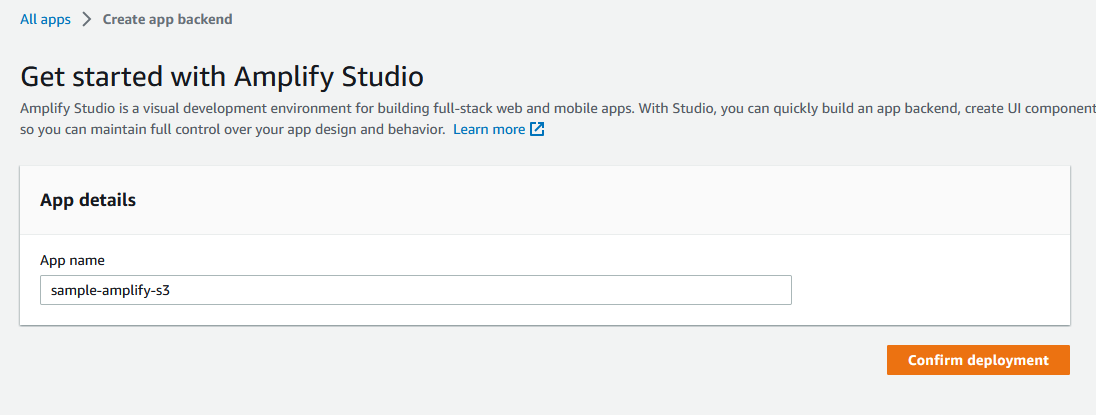 All apps > Create app backend
Get started with Amplify Studio
Amplify Studio is a visual development environment for building full-stack web and mobile apps. With Studio, you can quickly build an app backend, create UI component
so you can maintain full control over your app design and behavior. Learn more
App details
App name
sample-amplify-s3
Confirm deployment